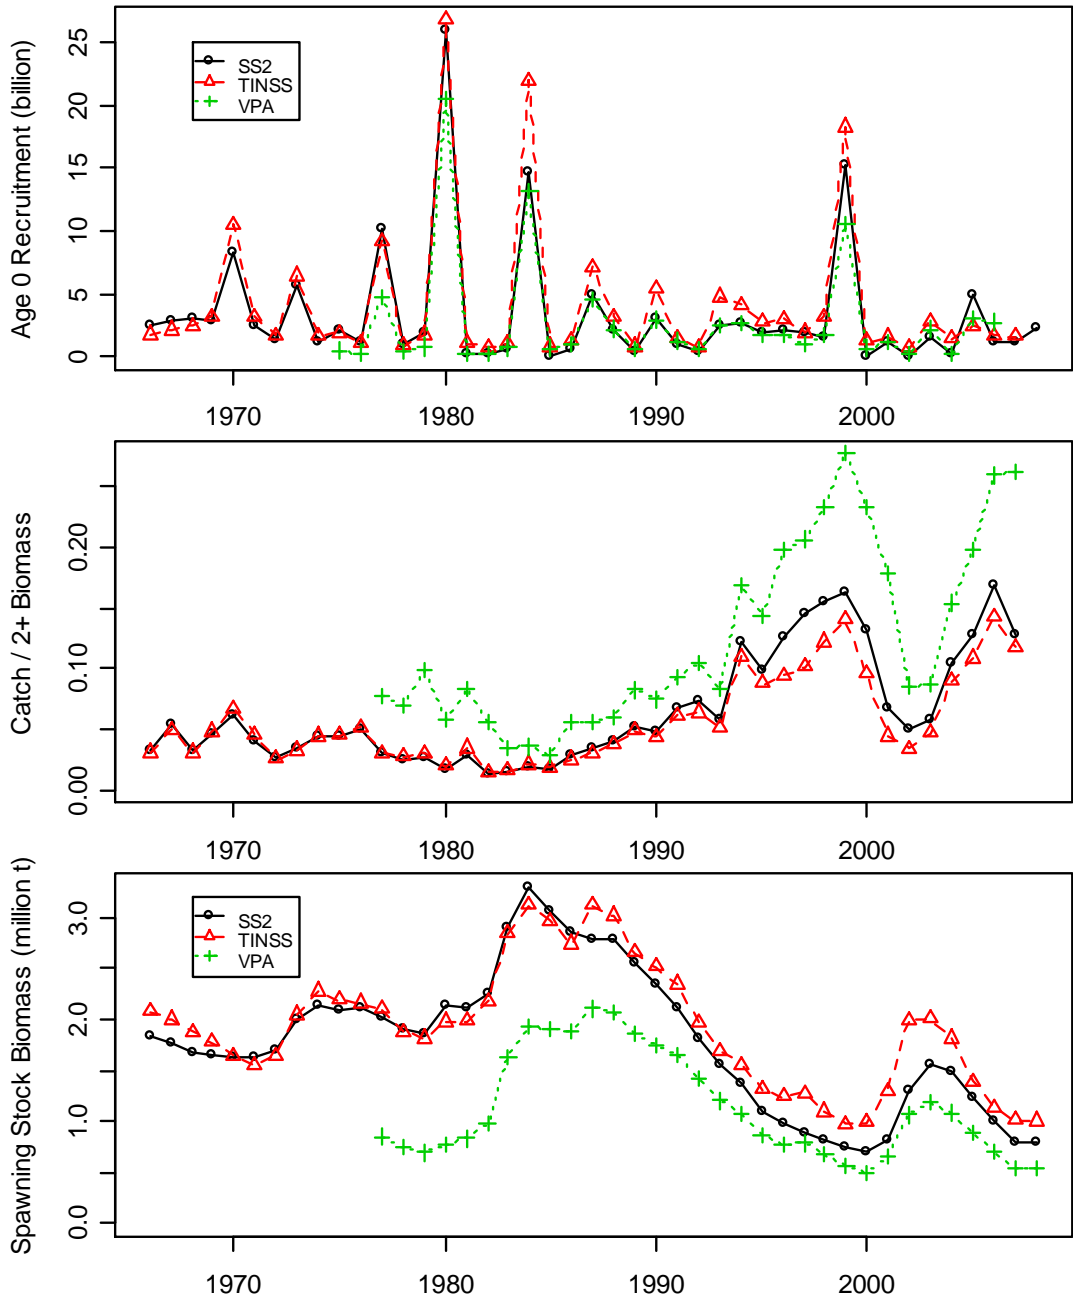 Age 0 Recruitment (billion)
25
20
15
10
5
0
SS2
TINSS
VPA
1970 1980 1990 2000
Catch / 2+ Biomass
0.20
0.10
0.00
1970 1980 1990 2000
Spawning Stock Biomass (million t)
3.0
2.0
1.0
0.0
SS2
TINSS
VPA
1970 1980 1990 2000